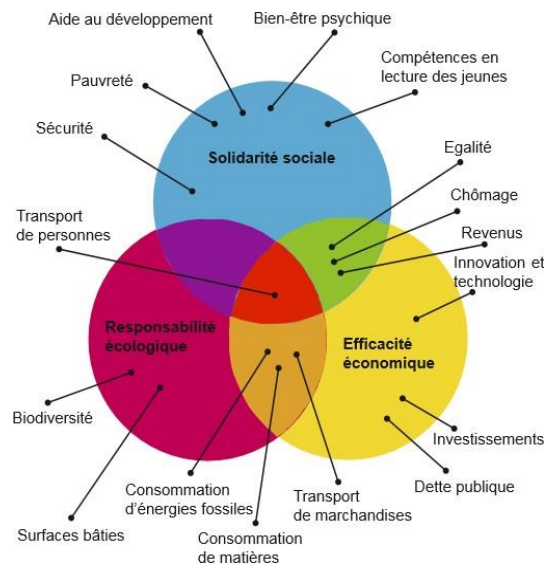 Aide au développement
Bien-être psychique
Pauvreté
Compétences en
lecture des jeunes
Sécurité
Solidarité sociale
Egalité
Chômage
Transport
de personnes
Revenus
Innovation et
technologie
Responsabilité
écologique
Efficacité
économique
Biodiversité
Investissements
Consommation
d'énergies fossiles
Transport
de marchandises
Dette publique
Surfaces bâties
Consommation
de matières